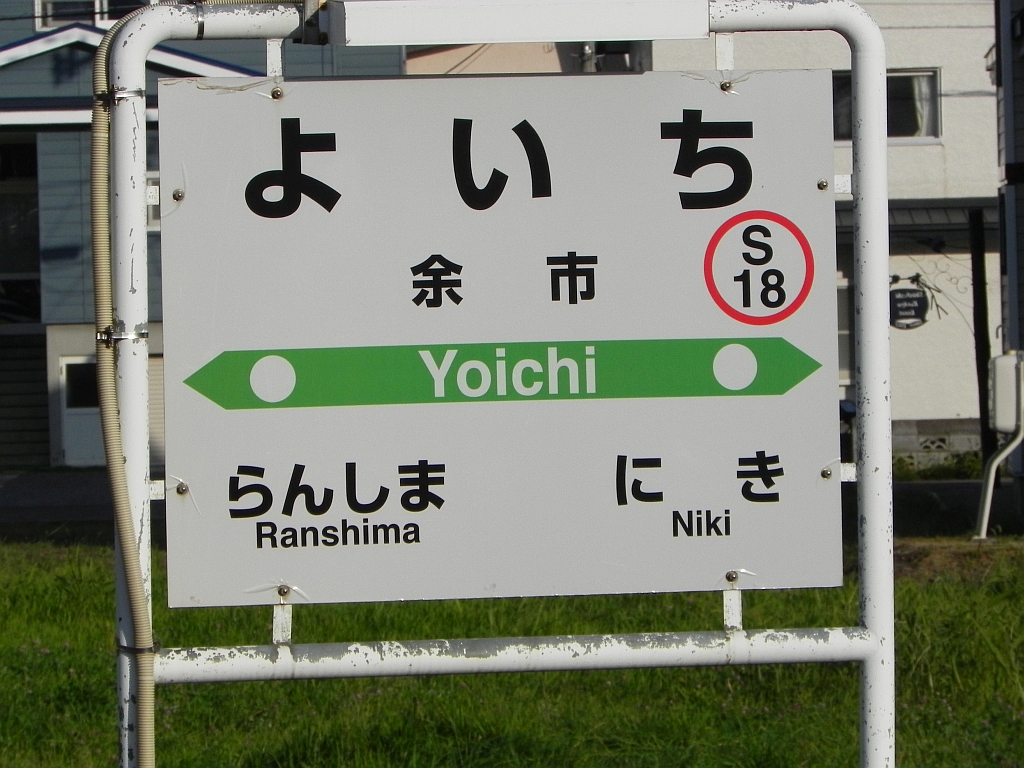 よいち
余市
S
18
Yoichi
らんしま にき
Ranshima Niki